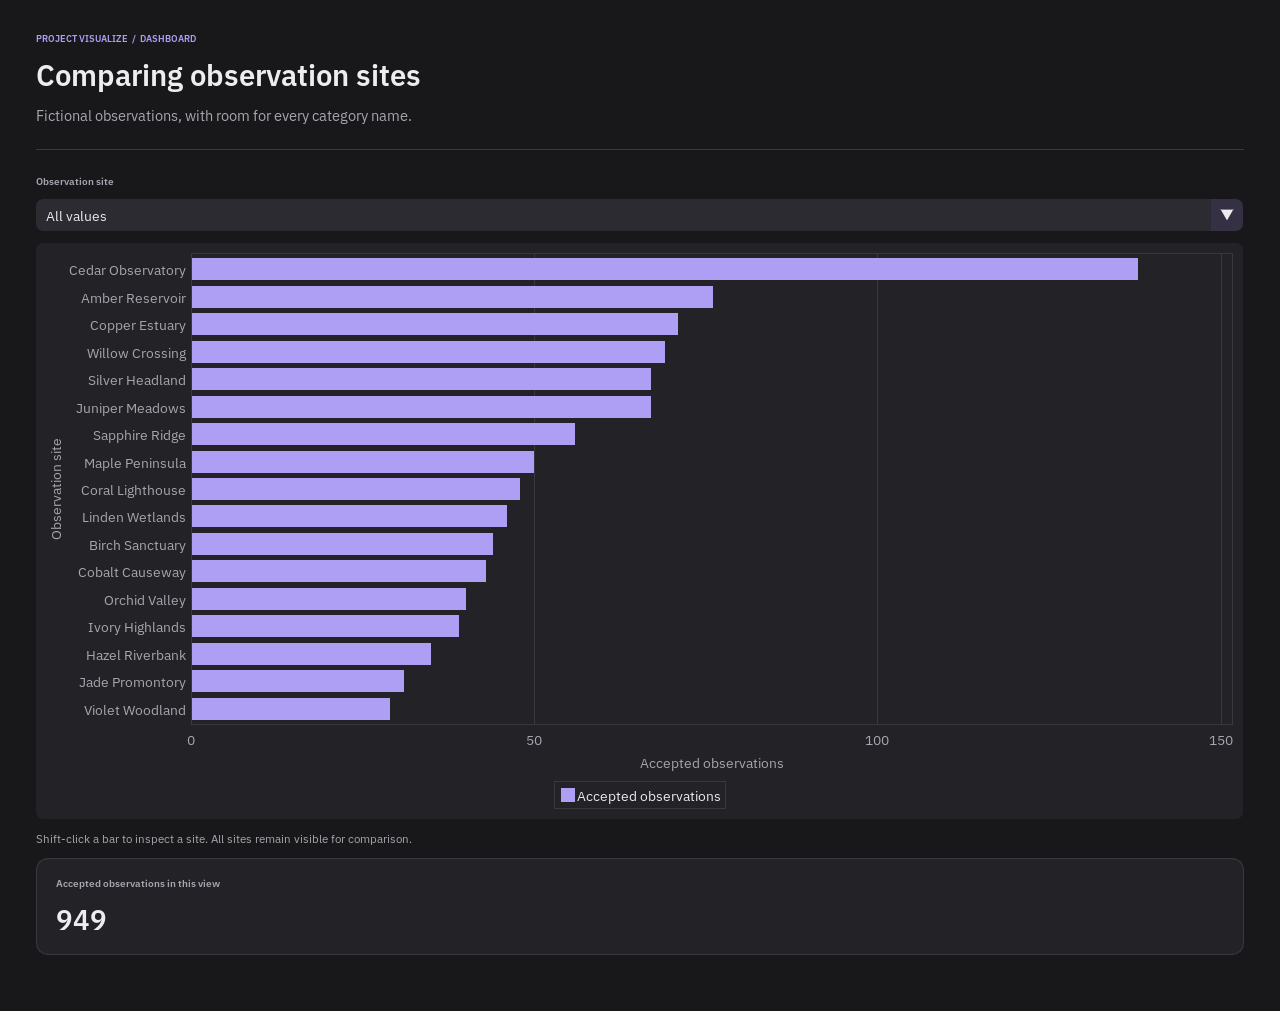 PROJECT VISUALIZE / DASHBOARD
Comparing observation sites
Fictional observations, with room for every category name.
Observation site
All values
Cedar Observatory
Amber Reservoir
Copper Estuary
Willow Crossing
Silver Headland
Juniper Meadows
Sapphire Ridge
Maple Peninsula
Coral Lighthouse
Linden Wetlands
Birch Sanctuary
Cobalt Causeway
Orchid Valley
Ivory Highlands
Hazel Riverbank
Jade Promontory
Violet Woodland
Observation site
0 50 100 150
Accepted observations
Accepted observations
Shift-click a bar to inspect a site. All sites remain visible for comparison.
Accepted observations in this view
949